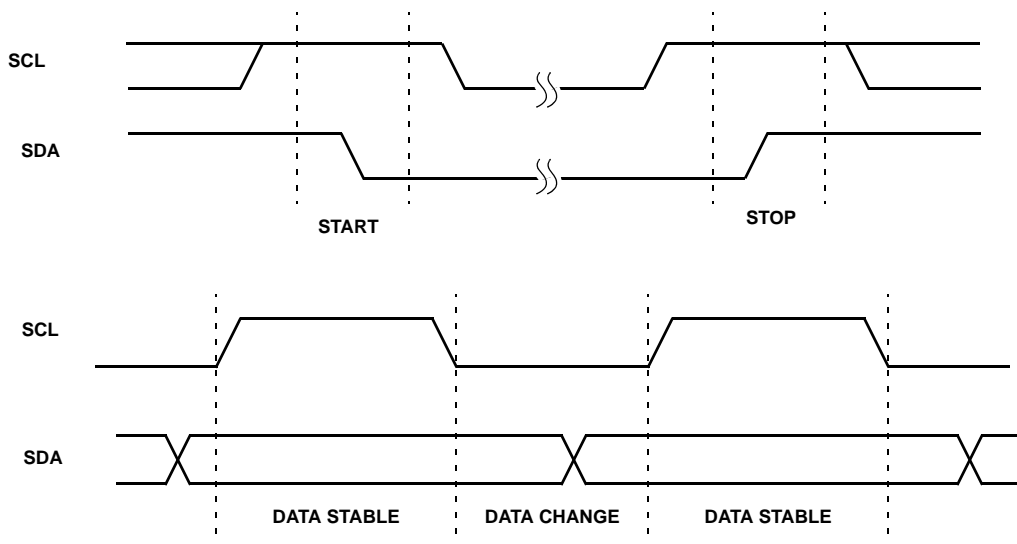 SCL
SDA
START
STOP
SCL
SDA
DATA STABLE
DATA CHANGE
DATA STABLE